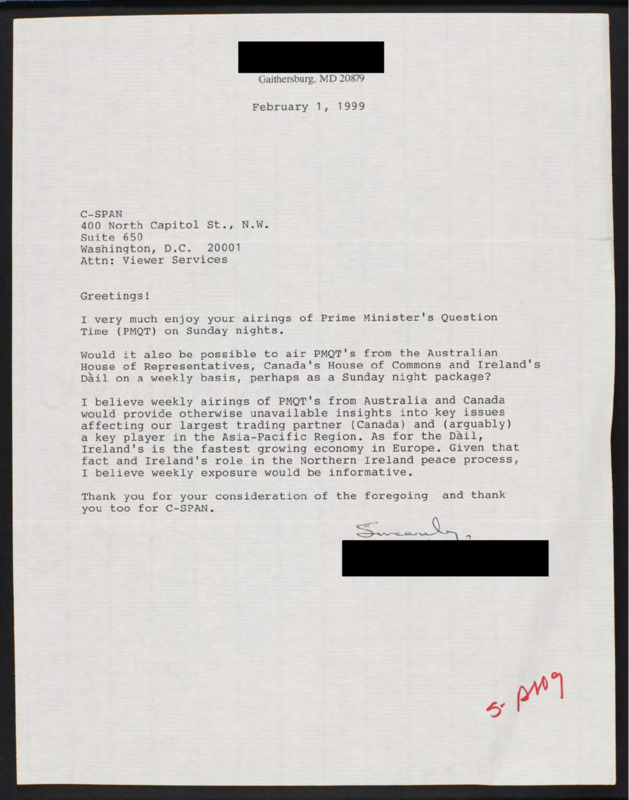 Gaithersburg, MD 20879
February 1, 1999
C-SPAN
400 North Capitol St., N.W.
Suite 650
Washington, D.C.  20001
Attn: Viewer Services
Greetings!
I very much enjoy your airings of Prime Minister's Question
Time (PMQT) on Sunday nights.
Would it also be possible to air PMQT's from the Australian
House of Representatives, Canada's House of Commons and Ireland's
Dàil on a weekly basis, perhaps as a Sunday night package?
I believe weekly airings of PMQT's from Australia and Canada
would provide otherwise unavailable insights into key issues
affecting our largest trading partner (Canada) and (arguably)
a key player in the Asia-Pacific Region. As for the Dàil,
Ireland's is the fastest growing economy in Europe. Given that
fact and Ireland's role in the Northern Ireland peace process,
I believe weekly exposure would be informative.
Thank you for your consideration of the foregoing  and thank
you too for C-SPAN.
Sincerely,